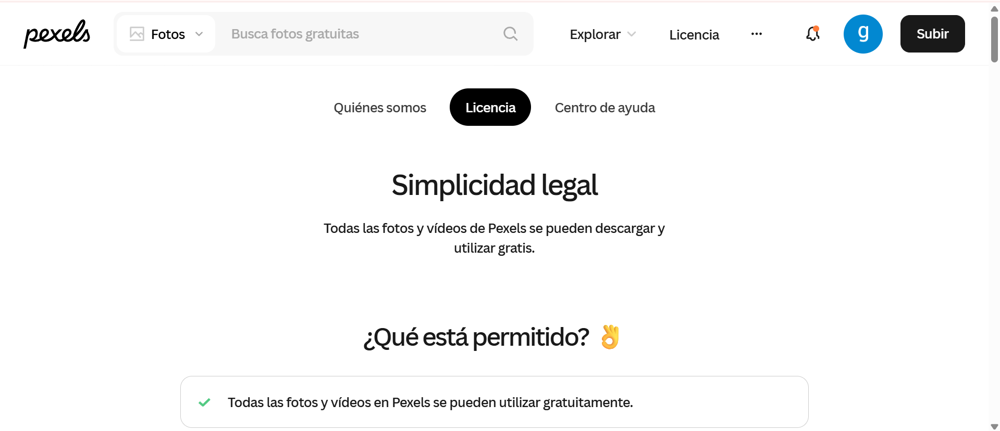 pexels
Fotos
Busca fotos gratuitas
Explorar
Licencia
···
g
Subir
Quiénes somos
Licencia
Centro de ayuda
Simplicidad legal
Todas las fotos y vídeos de Pexels se pueden descargar y
utilizar gratis.
¿Qué está permitido? 👌
Todas las fotos y vídeos en Pexels se pueden utilizar gratuitamente.